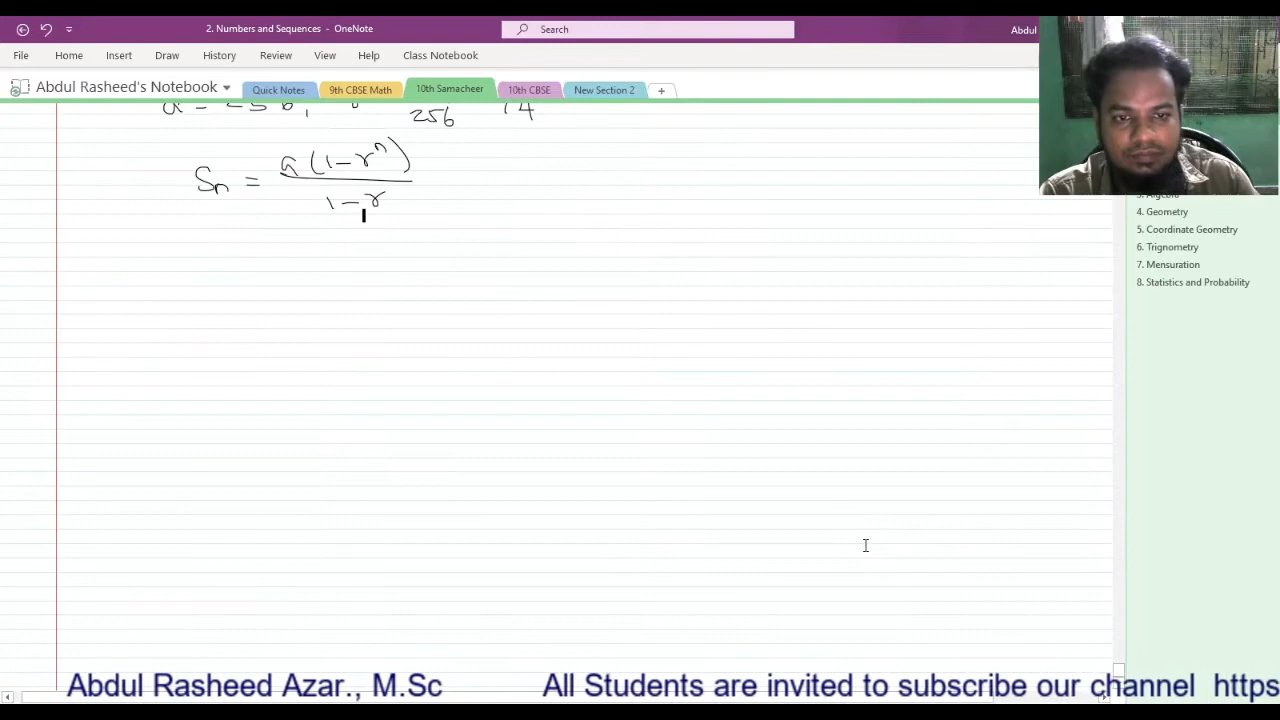 2. Numbers and Sequences - OneNote
Search
Abdul
File Home Insert Draw History Review View Help Class Notebook
Abdul Rasheed's Notebook
Quick Notes
9th CBSE Math
10th Samacheer
10th CBSE
New Section 2
+
256
Sn = a(1-r^n)
1-r
3. Algebra
4. Geometry
5. Coordinate Geometry
6. Trignometry
7. Mensuration
8. Statistics and Probability
Abdul Rasheed Azar., M.Sc All Students are invited to subscribe our channel https